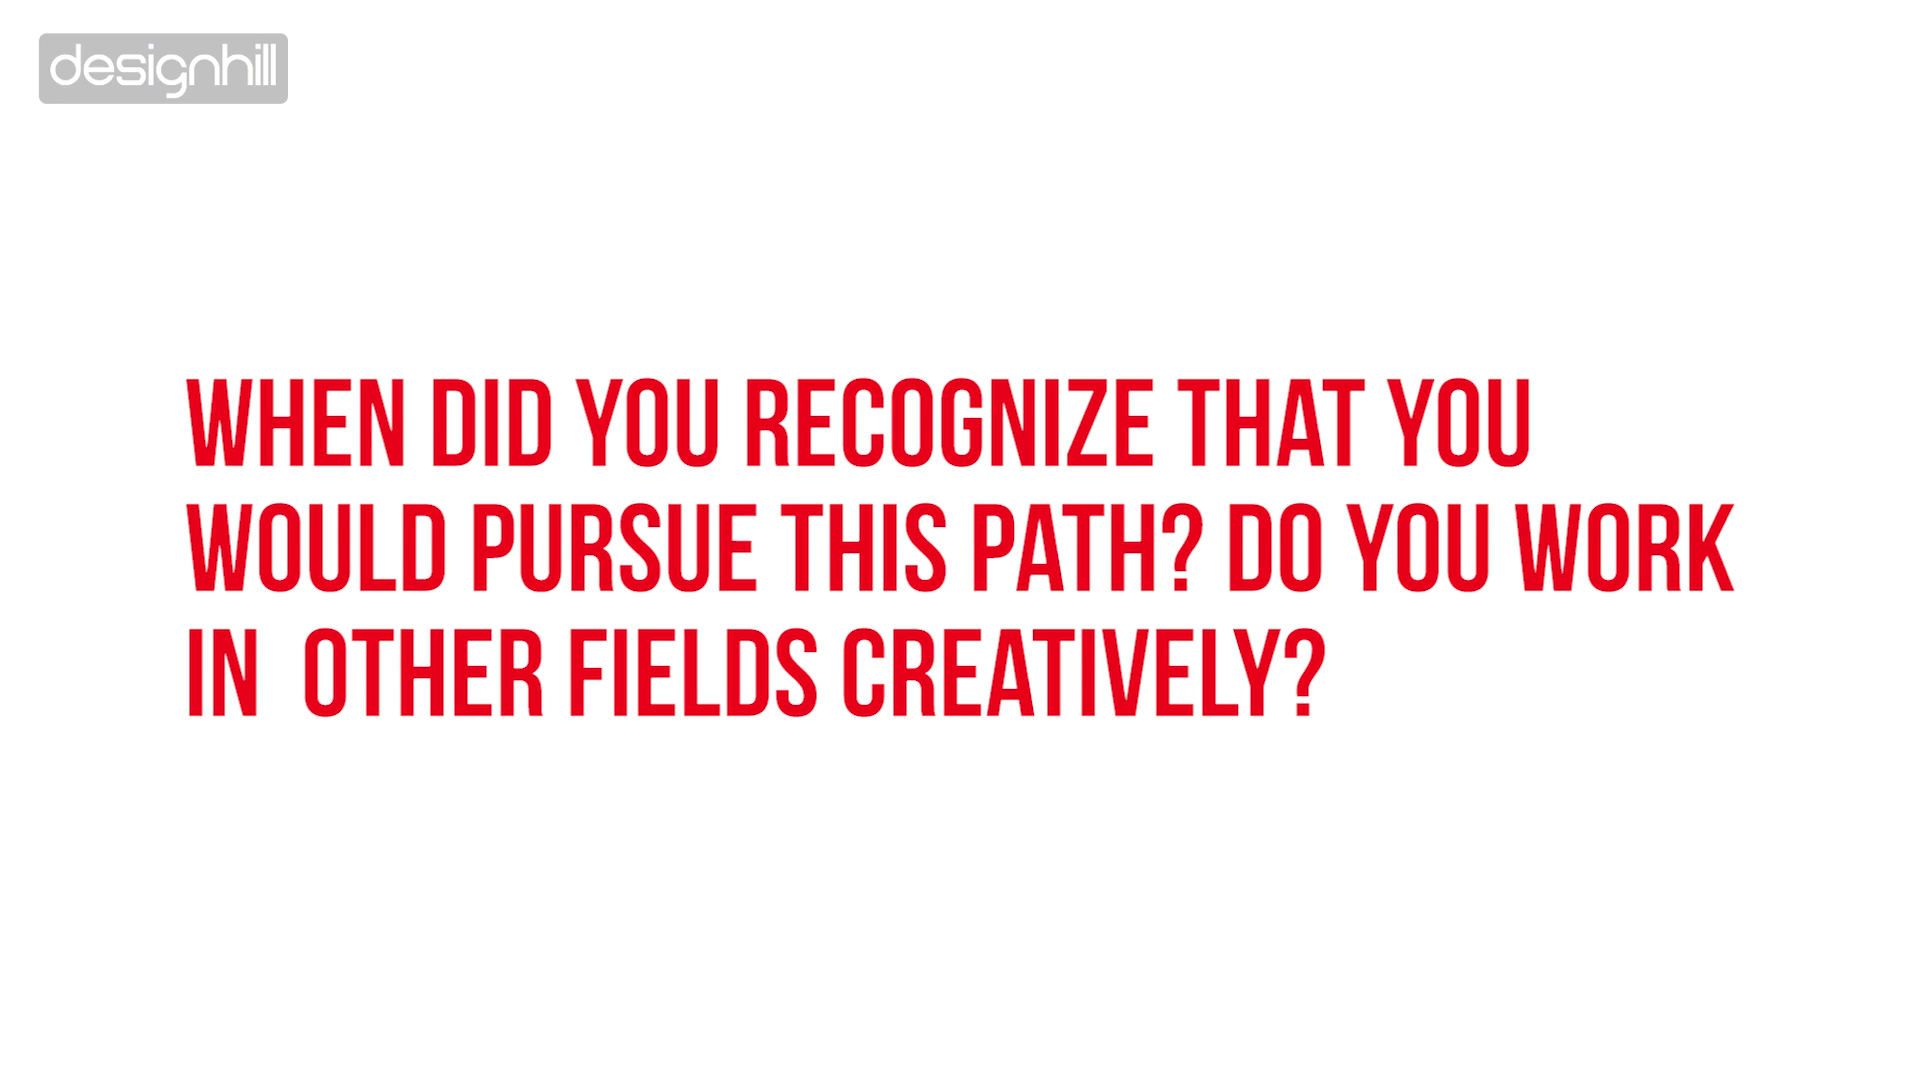 designhill
WHEN DID YOU RECOGNIZE THAT YOU
WOULD PURSUE THIS PATH? DO YOU WORK
IN  OTHER FIELDS CREATIVELY?